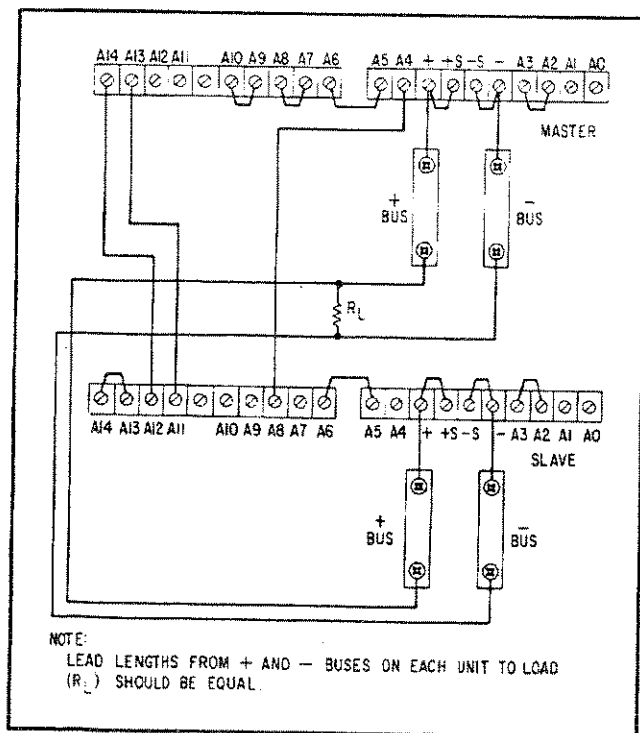 A14 A13 A12 A11 A10 A9 A8 A7 A6 A5 A4 + +S -S - A3 A2 A1 A0
MASTER
+
BUS
-
BUS
RL
A14 A13 A12 A11 A10 A9 A8 A7 A6 A5 A4 + +S -S - A3 A2 A1 A0
SLAVE
+
BUS
-
BUS
NOTE:
LEAD LENGTHS FROM + AND - BUSES ON EACH UNIT TO LOAD
(RL) SHOULD BE EQUAL.